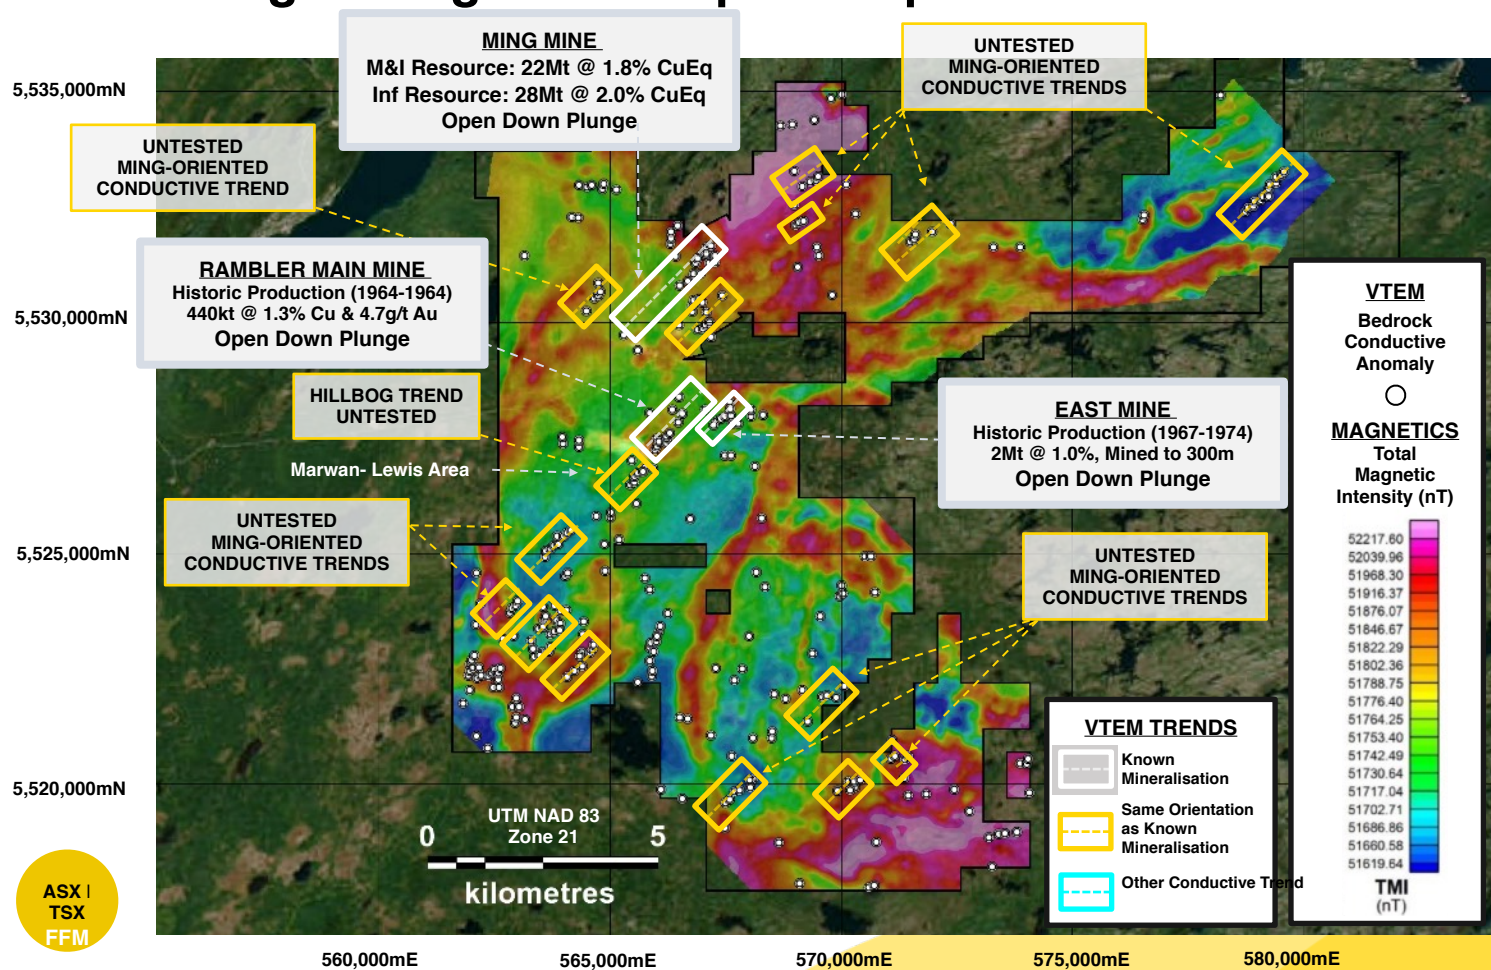 MING MINE
M&I Resource: 22Mt @ 1.8% CuEq
Inf Resource: 28Mt @ 2.0% CuEq
Open Down Plunge
UNTESTED
MING-ORIENTED
CONDUCTIVE TRENDS
5,535,000mN
UNTESTED
MING-ORIENTED
CONDUCTIVE TREND
RAMBLER MAIN MINE
Historic Production (1964-1964)
440kt @ 1.3% Cu & 4.7g/t Au
Open Down Plunge
5,530,000mN
HILLBOG TREND
UNTESTED
Marwan- Lewis Area
EAST MINE
Historic Production (1967-1974)
2Mt @ 1.0%, Mined to 300m
Open Down Plunge
UNTESTED
MING-ORIENTED
CONDUCTIVE TRENDS
5,525,000mN
UNTESTED
MING-ORIENTED
CONDUCTIVE TRENDS
5,520,000mN
UTM NAD 83
Zone 21
0 5
kilometres
VTEM
Bedrock
Conductive
Anomaly
MAGNETICS
Total
Magnetic
Intensity (nT)
52217.60
52039.96
51968.30
51916.37
51876.07
51846.67
51822.29
51802.36
51788.75
51776.40
51764.25
51753.40
51742.49
51730.64
51717.04
51702.71
51686.86
51660.58
51619.64
TMI
(nT)
VTEM TRENDS
Known
Mineralisation
Same Orientation
as Known
Mineralisation
Other Conductive Trend
ASX |
TSX
FFM
560,000mE
565,000mE
570,000mE
575,000mE
580,000mE